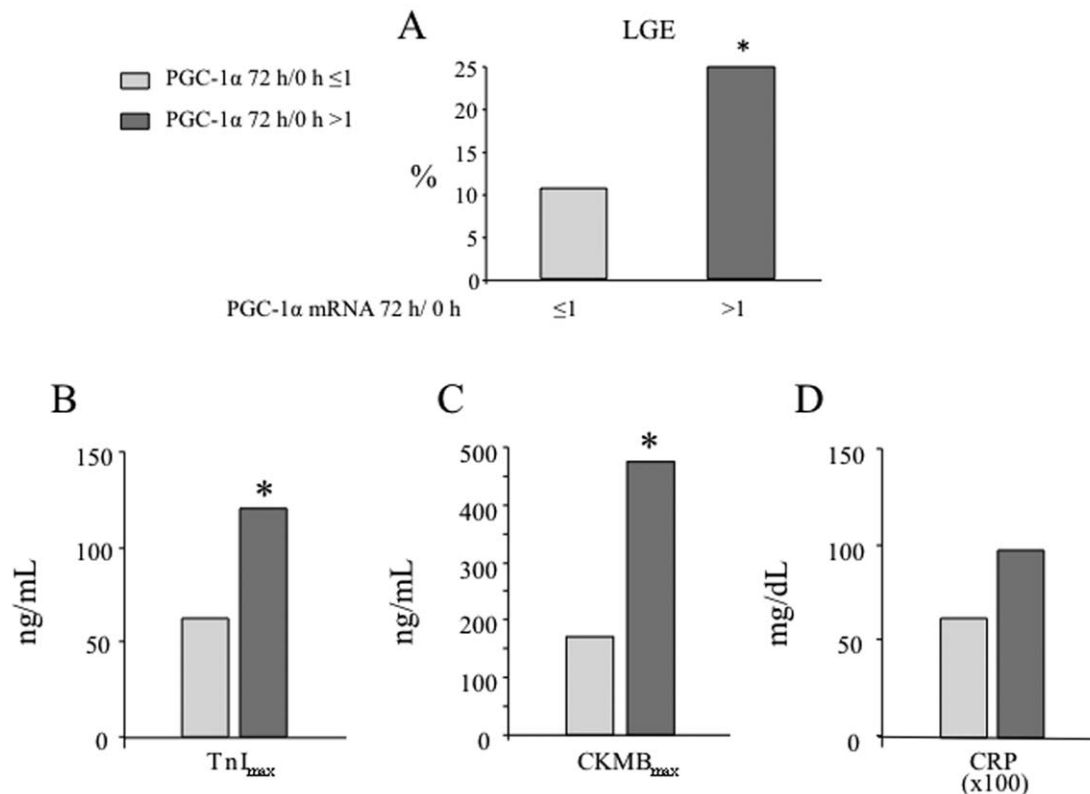 A
LGE
PGC-1α 72 h/0 h ≤1
PGC-1α 72 h/0 h >1
*
25
20
15
10
5
0
%
PGC-1α mRNA 72 h/ 0 h ≤1 >1
B
150
100
50
0
ng/mL
*
TnImax
C
500
400
300
200
100
0
ng/mL
*
CKMBmax
D
150
100
50
0
mg/dL
CRP
(x100)